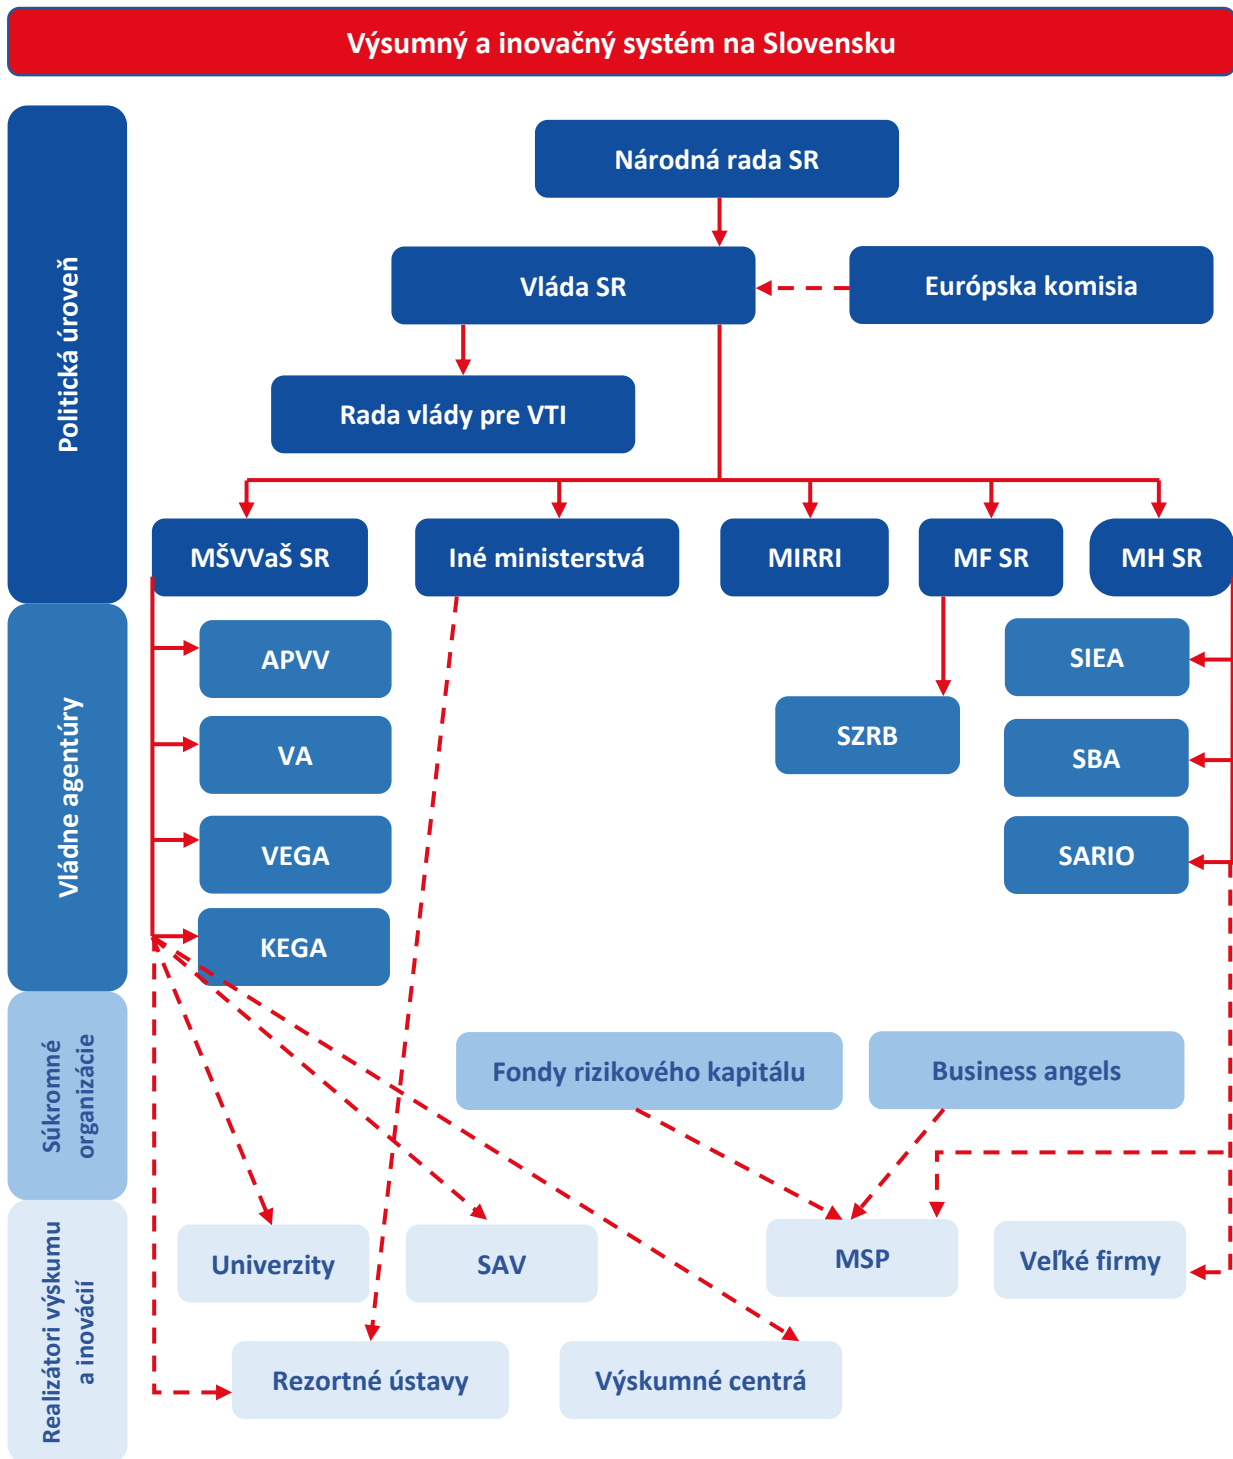 Výsumný a inovačný systém na Slovensku
Politická úroveň
Národná rada SR
Vláda SR
Európska komisia
Rada vlády pre VTI
MŠVVaŠ SR
Iné ministerstvá
MIRRI
MF SR
MH SR
Vládne agentúry
APVV
SIEA
SZRB
VA
SBA
VEGA
SARIO
KEGA
Súkromné
organizácie
Fondy rizikového kapitálu
Business angels
Realizátori výskumu
a inovácií
Univerzity
SAV
MSP
Veľké firmy
Rezortné ústavy
Výskumné centrá